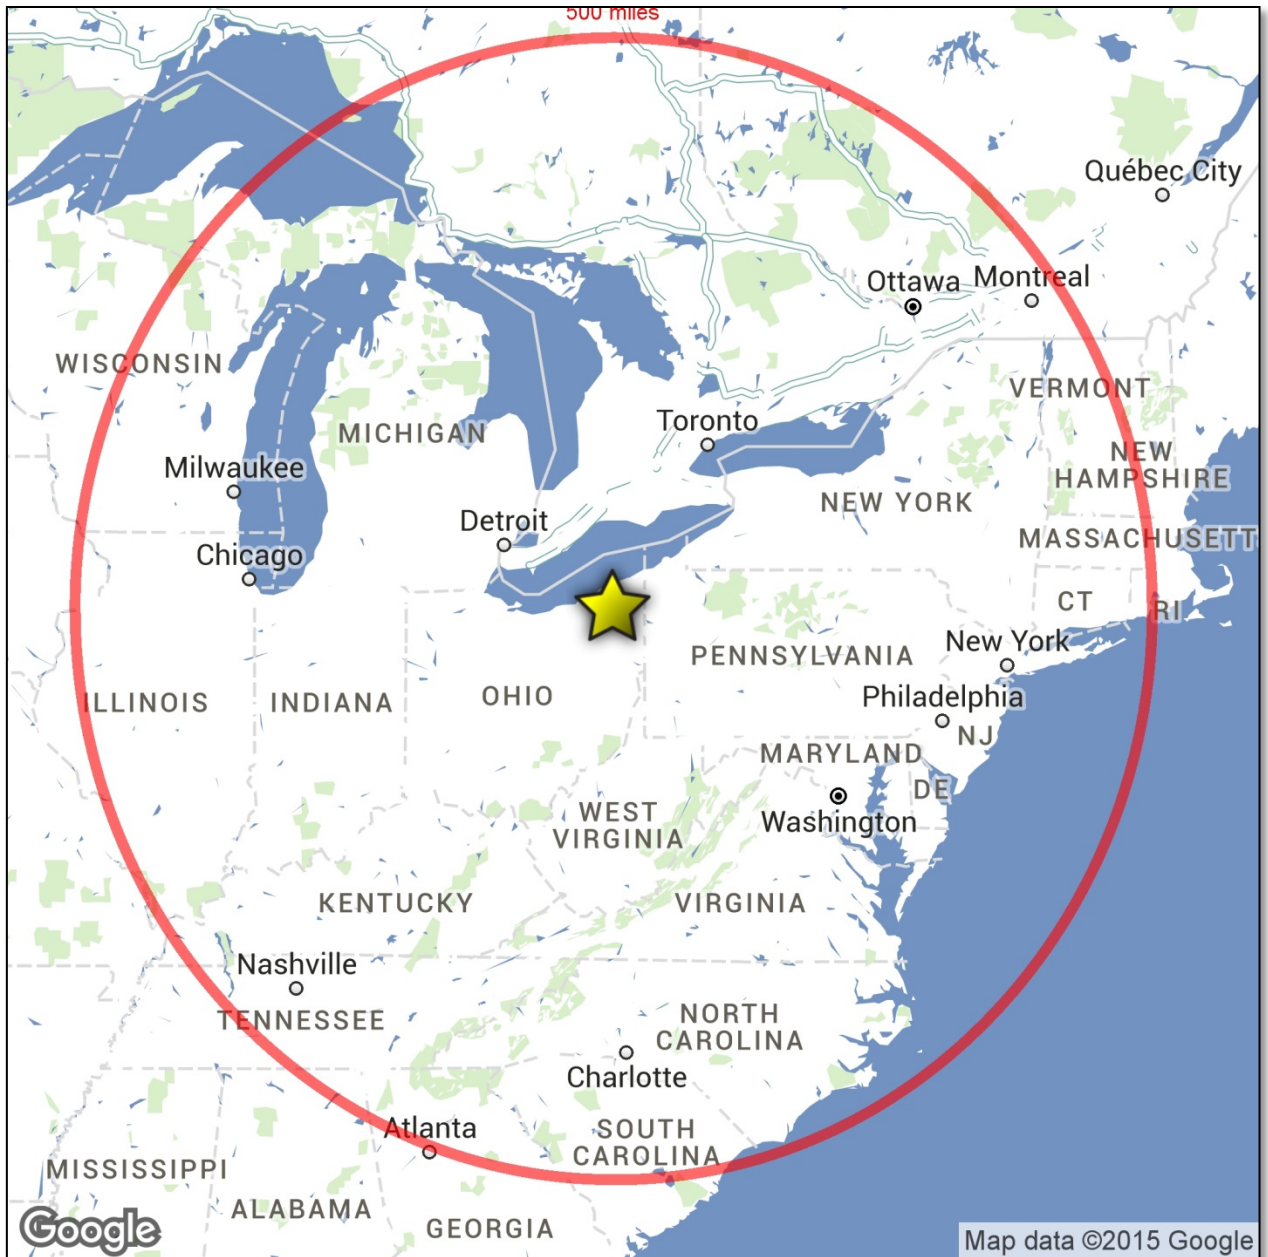 500 miles
Québec City
Ottawa
Montreal
WISCONSIN
VERMONT
Toronto
MICHIGAN
NEW
HAMPSHIRE
Milwaukee
NEW YORK
Detroit
MASSACHUSETT
Chicago
CT
RI
New York
PENNSYLVANIA
ILLINOIS
INDIANA
OHIO
Philadelphia
NJ
MARYLAND
DE
WEST
VIRGINIA
Washington
KENTUCKY
VIRGINIA
Nashville
TENNESSEE
NORTH
CAROLINA
Charlotte
Atlanta
SOUTH
CAROLINA
MISSISSIPPI
ALABAMA
GEORGIA
Google
Map data ©2015 Google